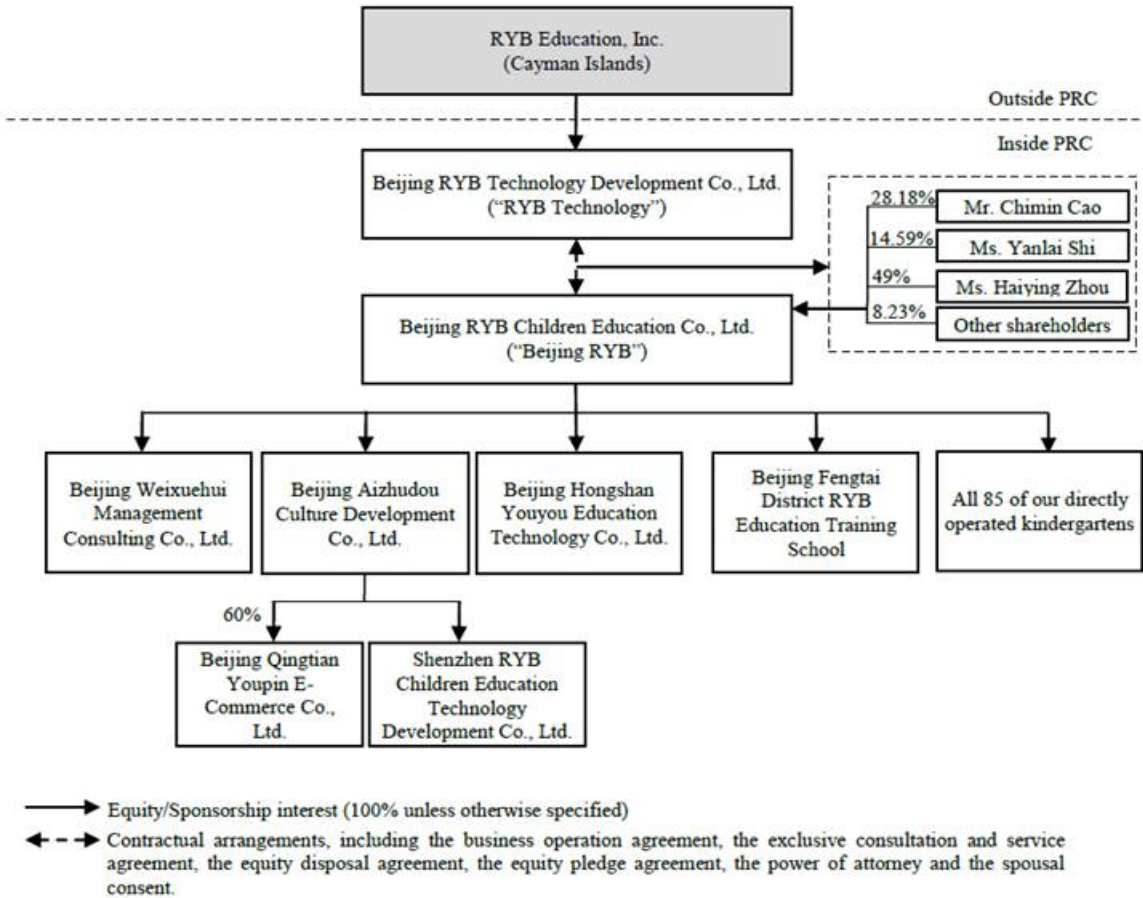 RYB Education, Inc.
(Cayman Islands)
Outside PRC
Inside PRC
Beijing RYB Technology Development Co., Ltd.
(“RYB Technology”)
28.18%
Mr. Chimin Cao
14.59%
Ms. Yanlai Shi
49%
Ms. Haiying Zhou
8.23%
Other shareholders
Beijing RYB Children Education Co., Ltd.
(“Beijing RYB”)
Beijing Weixuehui
Management
Consulting Co., Ltd.
Beijing Aizhudou
Culture Development
Co., Ltd.
Beijing Hongshan
Youyou Education
Technology Co., Ltd.
Beijing Fengtai
District RYB
Education Training
School
All 85 of our directly
operated kindergartens
60%
Beijing Qingtian
Youpin E-
Commerce Co.,
Ltd.
Shenzhen RYB
Children Education
Technology
Development Co., Ltd.
Equity/Sponsorship interest (100% unless otherwise specified)
Contractual arrangements, including the business operation agreement, the exclusive consultation and service
agreement, the equity disposal agreement, the equity pledge agreement, the power of attorney and the spousal
consent.